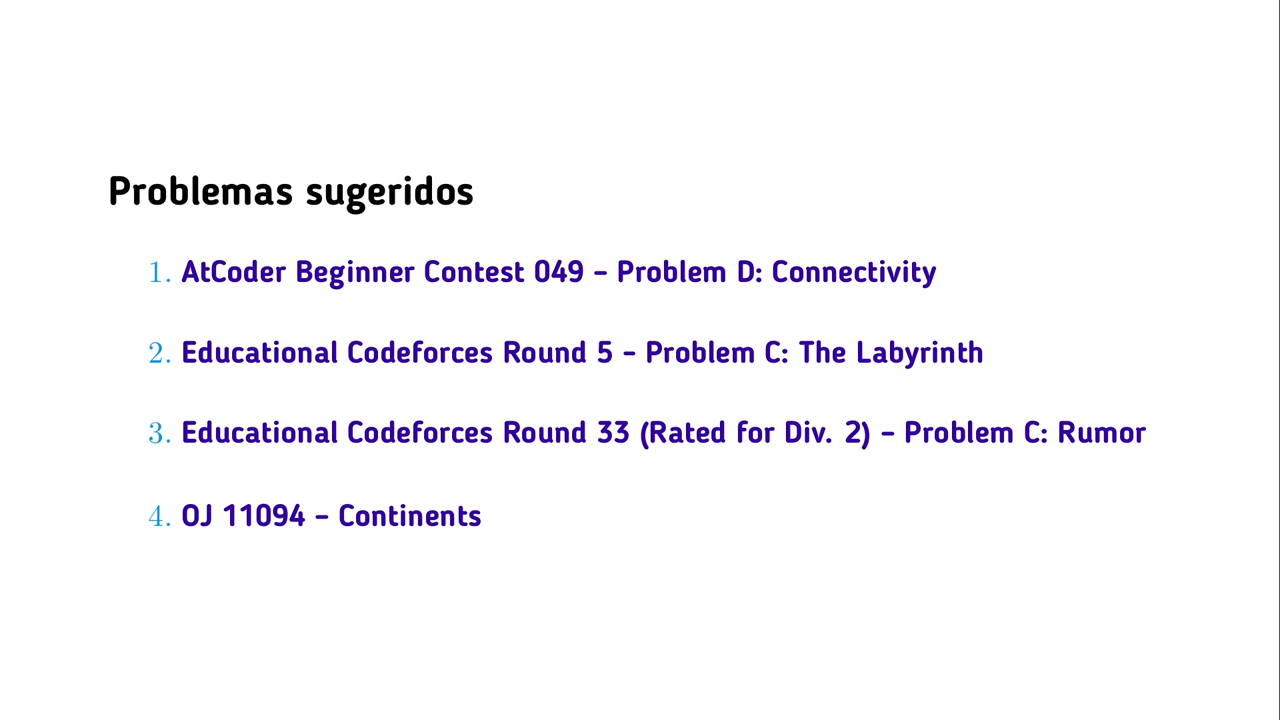 Problemas sugeridos
1. AtCoder Beginner Contest 049 – Problem D: Connectivity
2. Educational Codeforces Round 5 – Problem C: The Labyrinth
3. Educational Codeforces Round 33 (Rated for Div. 2) – Problem C: Rumor
4. OJ 11094 – Continents